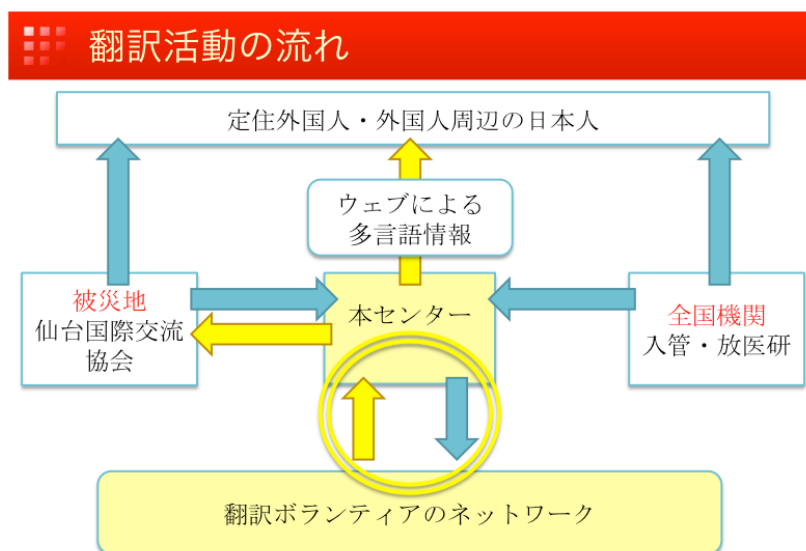 翻訳活動の流れ
定住外国人・外国人周辺の日本人
ウェブによる
多言語情報
被災地
仙台国際交流
協会
本センター
全国機関
入管・放医研
翻訳ボランティアのネットワーク